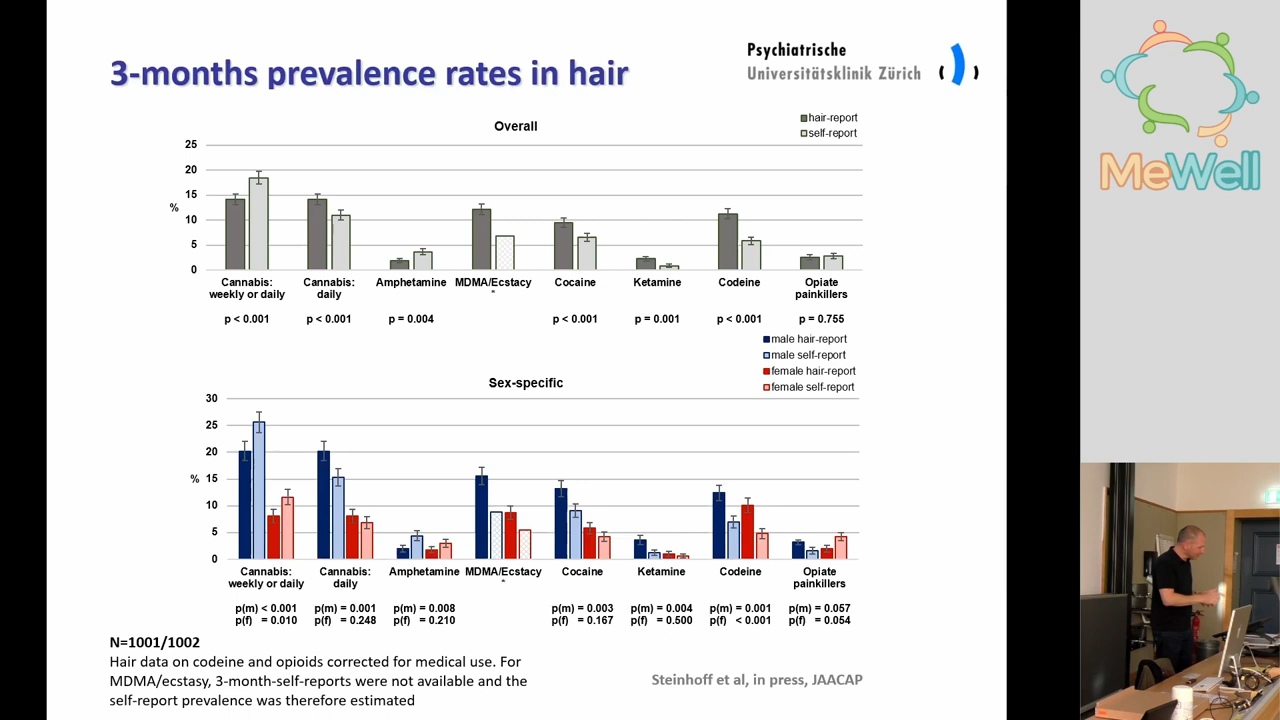 3-months prevalence rates in hair
Psychiatrische
Universitätsklinik Zürich
MeWell
Overall
hair-report
self-report
25
20
15
10
5
0
%
Cannabis: weekly or daily
Cannabis: daily
Amphetamine
MDMA/Ecstacy *
Cocaine
Ketamine
Codeine
Opiate painkillers
p < 0.001
p < 0.001
p = 0.004
p < 0.001
p = 0.001
p < 0.001
p = 0.755
male hair-report
male self-report
female hair-report
female self-report
Sex-specific
30
25
20
15
10
5
0
%
Cannabis: weekly or daily
Cannabis: daily
Amphetamine
MDMA/Ecstacy *
Cocaine
Ketamine
Codeine
Opiate painkillers
p(m) < 0.001 p(m) = 0.001 p(m) = 0.008 p(m) = 0.003 p(m) = 0.004 p(m) = 0.001 p(m) = 0.057
p(f) = 0.010 p(f) = 0.248 p(f) = 0.210 p(f) = 0.167 p(f) = 0.500 p(f) < 0.001 p(f) = 0.054
N=1001/1002
Hair data on codeine and opioids corrected for medical use. For
MDMA/ecstasy, 3-month-self-reports were not available and the
self-report prevalence was therefore estimated
Steinhoff et al, in press, JAACAP